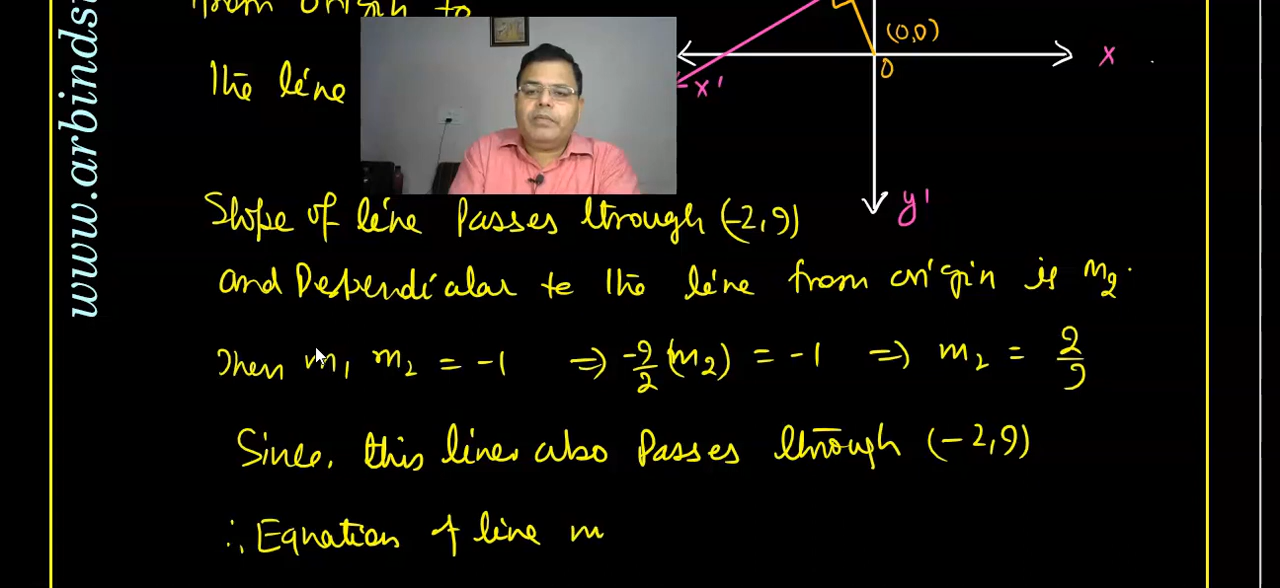 from origin to
The line
(0,0)
0
x
-x'
y'
www.arbinds
Slope of line Passes through (-2,9)
and Perpendicular to the line from origin is m₂.
Then m₁ m₂ = -1 ⇒ -9/2 (m₂) = -1 ⇒ m₂ = 2/9
Since, this line also Passes through (-2,9)
∴ Equation of line m